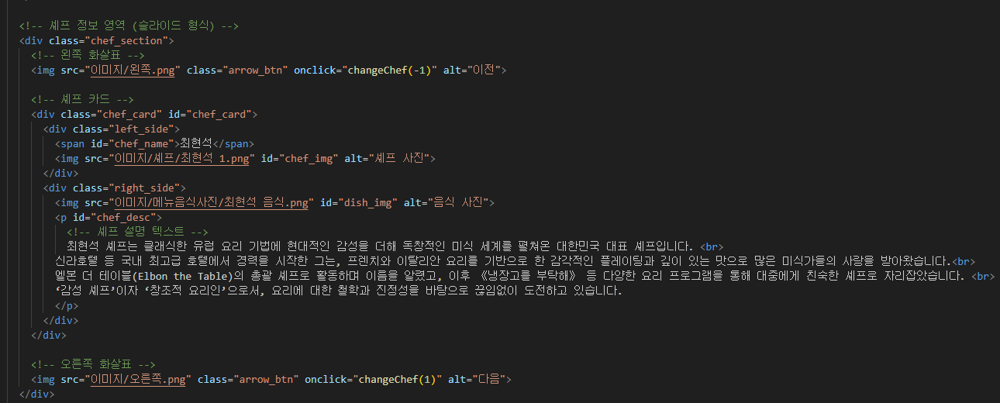 <!-- 셰프 정보 영역 (슬라이드 형식) -->
<div class="chef_section">
<!-- 왼쪽 화살표 -->
<img src="이미지/왼쪽.png" class="arrow_btn" onclick="changeChef(-1)" alt="이전">
<!-- 셰프 카드 -->
<div class="chef_card" id="chef_card">
<div class="left_side">
<span id="chef_name">최현석</span>
<img src="이미지/셰프/최현석 1.png" id="chef_img" alt="셰프 사진">
</div>
<div class="right_side">
<img src="이미지/메뉴음식사진/최현석 음식.png" id="dish_img" alt="음식 사진">
<p id="chef_desc">
<!-- 셰프 설명 텍스트 -->
최현석 셰프는 클래식한 유럽 요리 기법에 현대적인 감성을 더해 독창적인 미식 세계를 펼쳐온 대한민국 대표 셰프입니다. <br>
신라호텔 등 국내 최고급 호텔에서 경력을 시작한 그는, 프렌치와 이탈리안 요리를 기반으로 한 감각적인 플레이팅과 깊이 있는 맛으로 많은 미식가들의 사랑을 받아왔습니다.<br>
엘본 더 테이블(Elbon the Table)의 총괄 셰프로 활동하며 이름을 알렸고, 이후 《냉장고를 부탁해》 등 다양한 요리 프로그램을 통해 대중에게 친숙한 셰프로 자리잡았습니다. <br>
‘감성 셰프’이자 ‘창조적 요리인’으로서, 요리에 대한 철학과 진정성을 바탕으로 끊임없이 도전하고 있습니다.
</p>
</div>
</div>
<!-- 오른쪽 화살표 -->
<img src="이미지/오른쪽.png" class="arrow_btn" onclick="changeChef(1)" alt="다음">
</div>